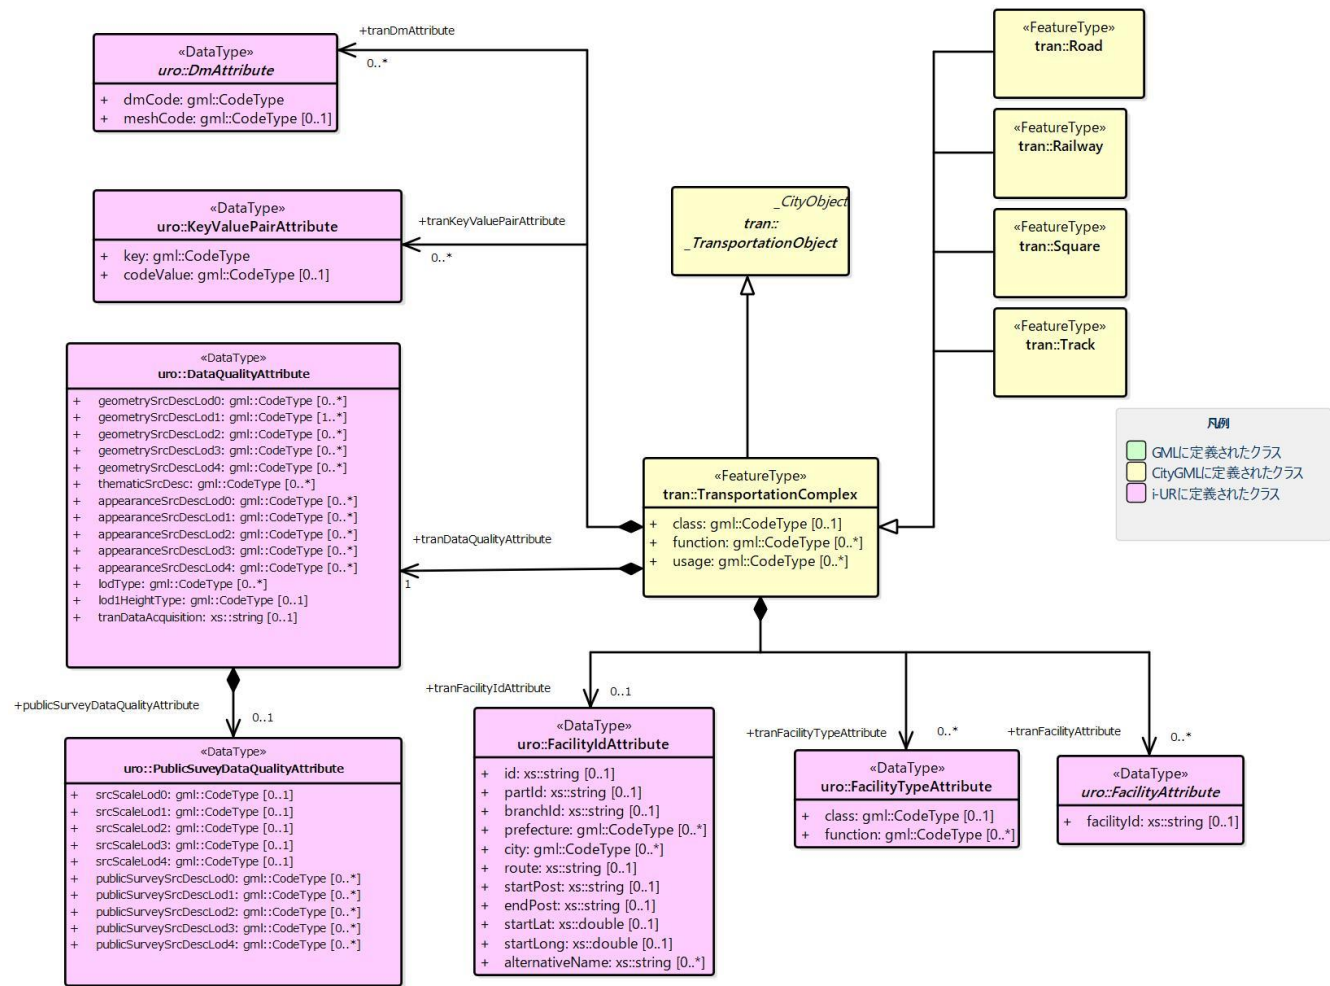 «DataType»
uro::DmAttribute
+ dmCode: gml::CodeType
+ meshCode: gml::CodeType [0..1]
+tranDmAttribute
0..*
«DataType»
uro::KeyValuePairAttribute
+ key: gml::CodeType
+ codeValue: gml::CodeType [0..1]
+tranKeyValuePairAttribute
0..*
_CityObject
tran::
_TransportationObject
«FeatureType»
tran::Road
«FeatureType»
tran::Railway
«FeatureType»
tran::Square
«FeatureType»
tran::Track
凡例
GMLに定義されたクラス
CityGMLに定義されたクラス
i-URに定義されたクラス
«DataType»
uro::DataQualityAttribute
+ geometrySrcDescLod0: gml::CodeType [0..*]
+ geometrySrcDescLod1: gml::CodeType [1..*]
+ geometrySrcDescLod2: gml::CodeType [0..*]
+ geometrySrcDescLod3: gml::CodeType [0..*]
+ geometrySrcDescLod4: gml::CodeType [0..*]
+ thematicSrcDesc: gml::CodeType [0..*]
+ appearanceSrcDescLod0: gml::CodeType [0..*]
+ appearanceSrcDescLod1: gml::CodeType [0..*]
+ appearanceSrcDescLod2: gml::CodeType [0..*]
+ appearanceSrcDescLod3: gml::CodeType [0..*]
+ appearanceSrcDescLod4: gml::CodeType [0..*]
+ lodType: gml::CodeType [0..*]
+ lod1HeightType: gml::CodeType [0..1]
+ tranDataAcquisition: xs::string [0..1]
«FeatureType»
tran::TransportationComplex
+ class: gml::CodeType [0..1]
+ function: gml::CodeType [0..*]
+ usage: gml::CodeType [0..*]
+tranDataQualityAttribute
1
+publicSurveyDataQualityAttribute
0..1
«DataType»
uro::PublicSuveyDataQualityAttribute
+ srcScaleLod0: gml::CodeType [0..1]
+ srcScaleLod1: gml::CodeType [0..1]
+ srcScaleLod2: gml::CodeType [0..1]
+ srcScaleLod3: gml::CodeType [0..1]
+ srcScaleLod4: gml::CodeType [0..1]
+ publicSurveySrcDescLod0: gml::CodeType [0..*]
+ publicSurveySrcDescLod1: gml::CodeType [0..*]
+ publicSurveySrcDescLod2: gml::CodeType [0..*]
+ publicSurveySrcDescLod3: gml::CodeType [0..*]
+ publicSurveySrcDescLod4: gml::CodeType [0..*]
+tranFacilityIdAttribute
0..1
«DataType»
uro::FacilityIdAttribute
+ id: xs::string [0..1]
+ partId: xs::string [0..1]
+ branchId: xs::string [0..1]
+ prefecture: gml::CodeType [0..*]
+ city: gml::CodeType [0..*]
+ route: xs::string [0..1]
+ startPost: xs::string [0..1]
+ endPost: xs::string [0..1]
+ startLat: xs::double [0..1]
+ startLong: xs::double [0..1]
+ alternativeName: xs::string [0..*]
+tranFacilityTypeAttribute
0..*
«DataType»
uro::FacilityTypeAttribute
+ class: gml::CodeType [0..1]
+ function: gml::CodeType [0..*]
+tranFacilityAttribute
0..*
«DataType»
uro::FacilityAttribute
+ facilityId: xs::string [0..1]